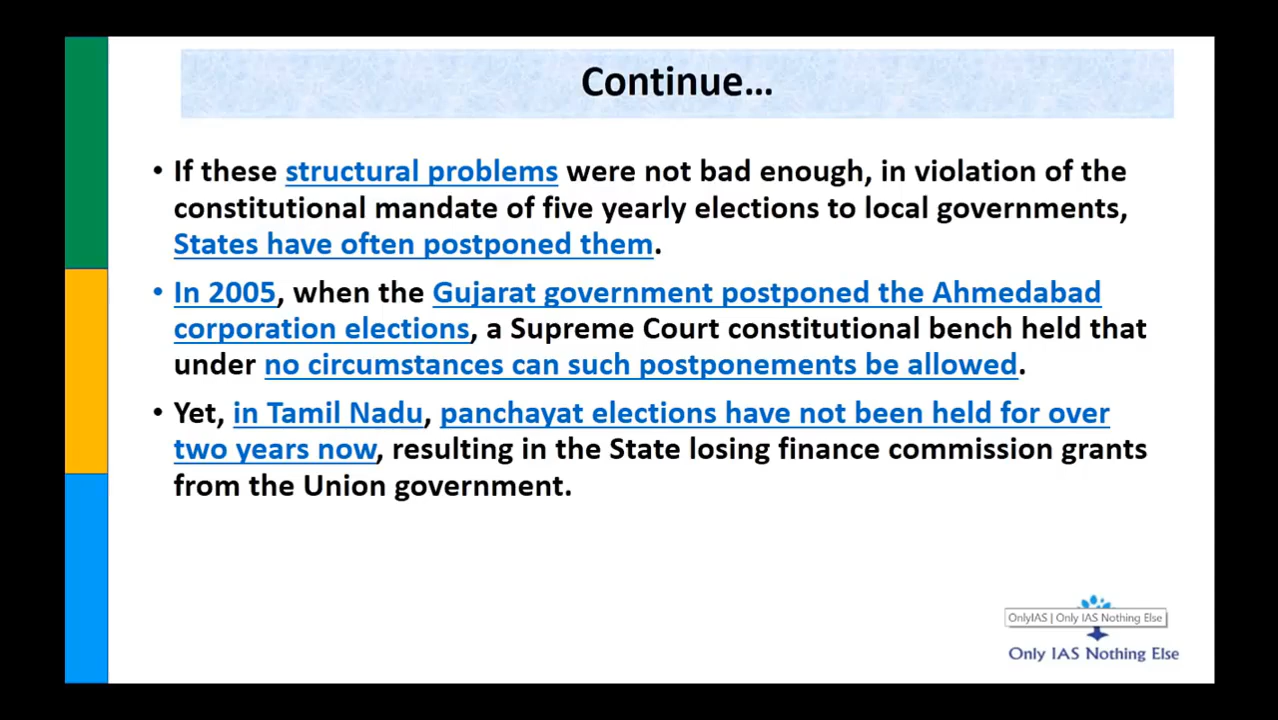 Continue...
• If these structural problems were not bad enough, in violation of the
constitutional mandate of five yearly elections to local governments,
States have often postponed them.
• In 2005, when the Gujarat government postponed the Ahmedabad
corporation elections, a Supreme Court constitutional bench held that
under no circumstances can such postponements be allowed.
• Yet, in Tamil Nadu, panchayat elections have not been held for over
two years now, resulting in the State losing finance commission grants
from the Union government.
OnlyIAS | Only IAS Nothing Else
Only IAS Nothing Else